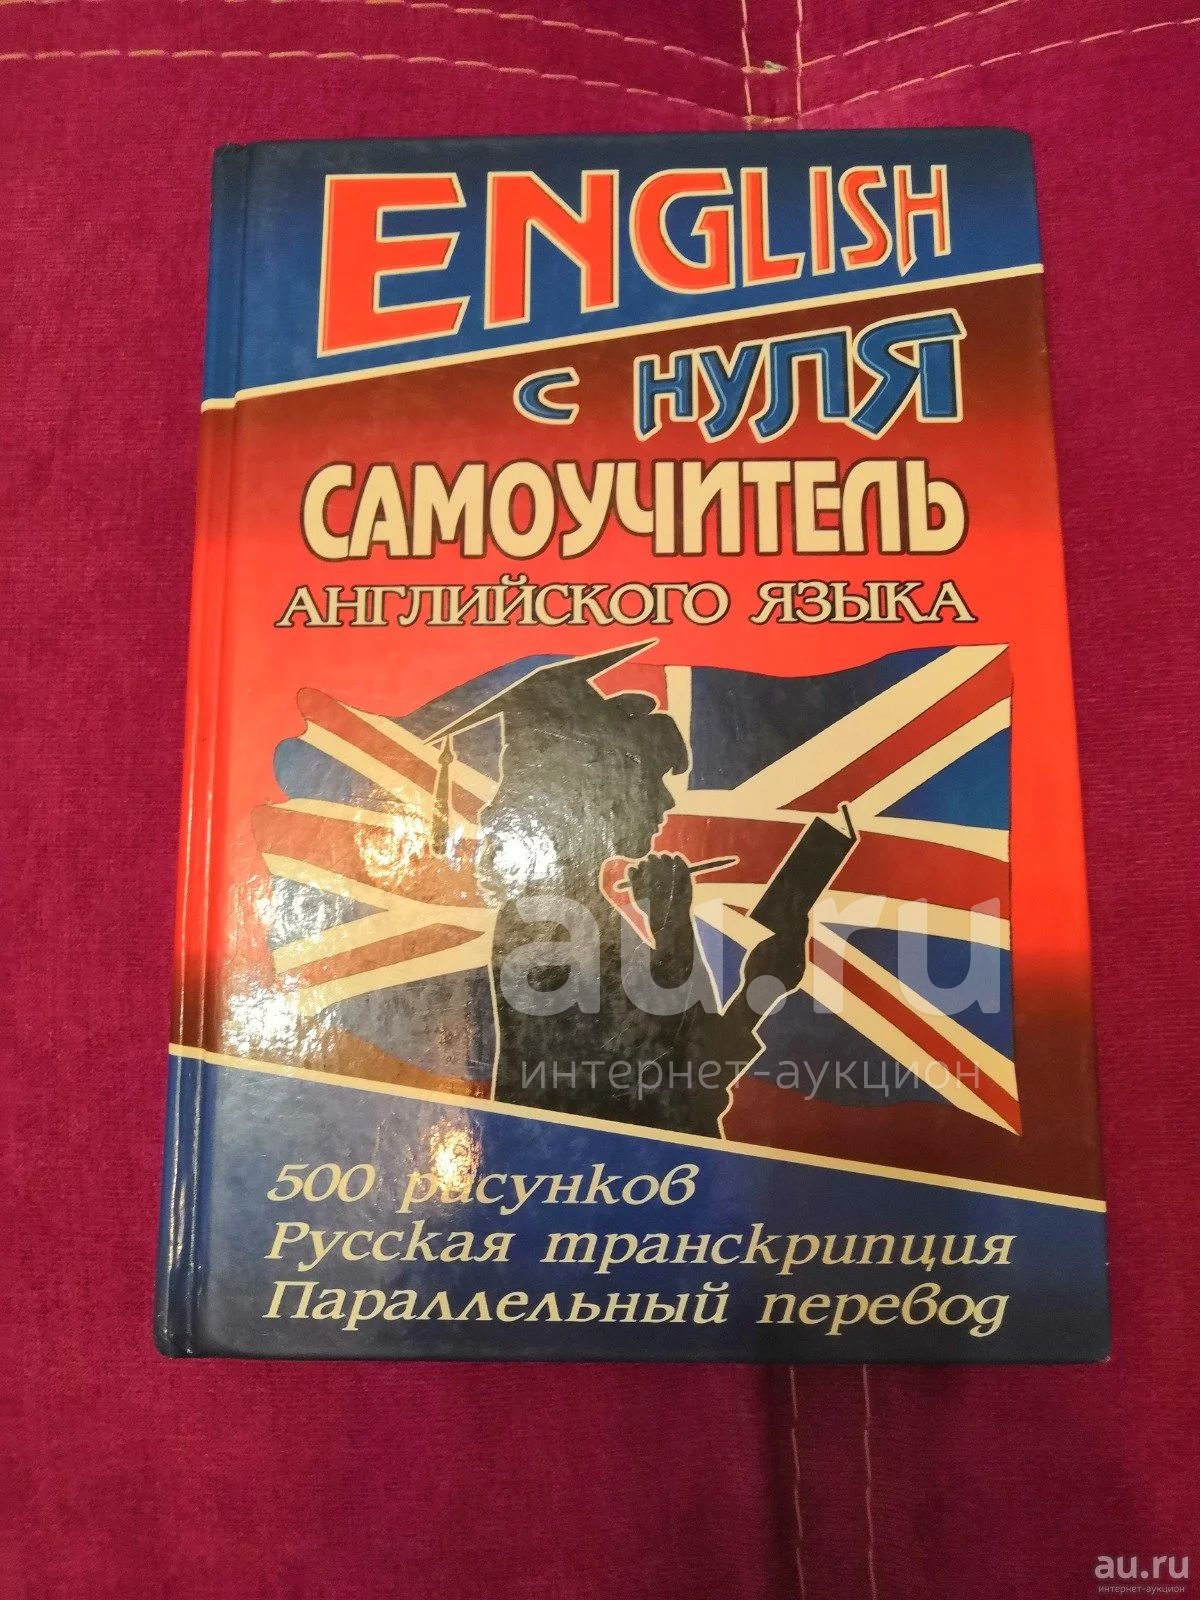 ENGLISH
с нуля
САМОУЧИТЕЛЬ
АНГЛИЙСКОГО ЯЗЫКА
au.ru
интернет-аукцион
500 рисунков
Русская транскрипция
Параллельный перевод
au.ru
интернет-аукцион